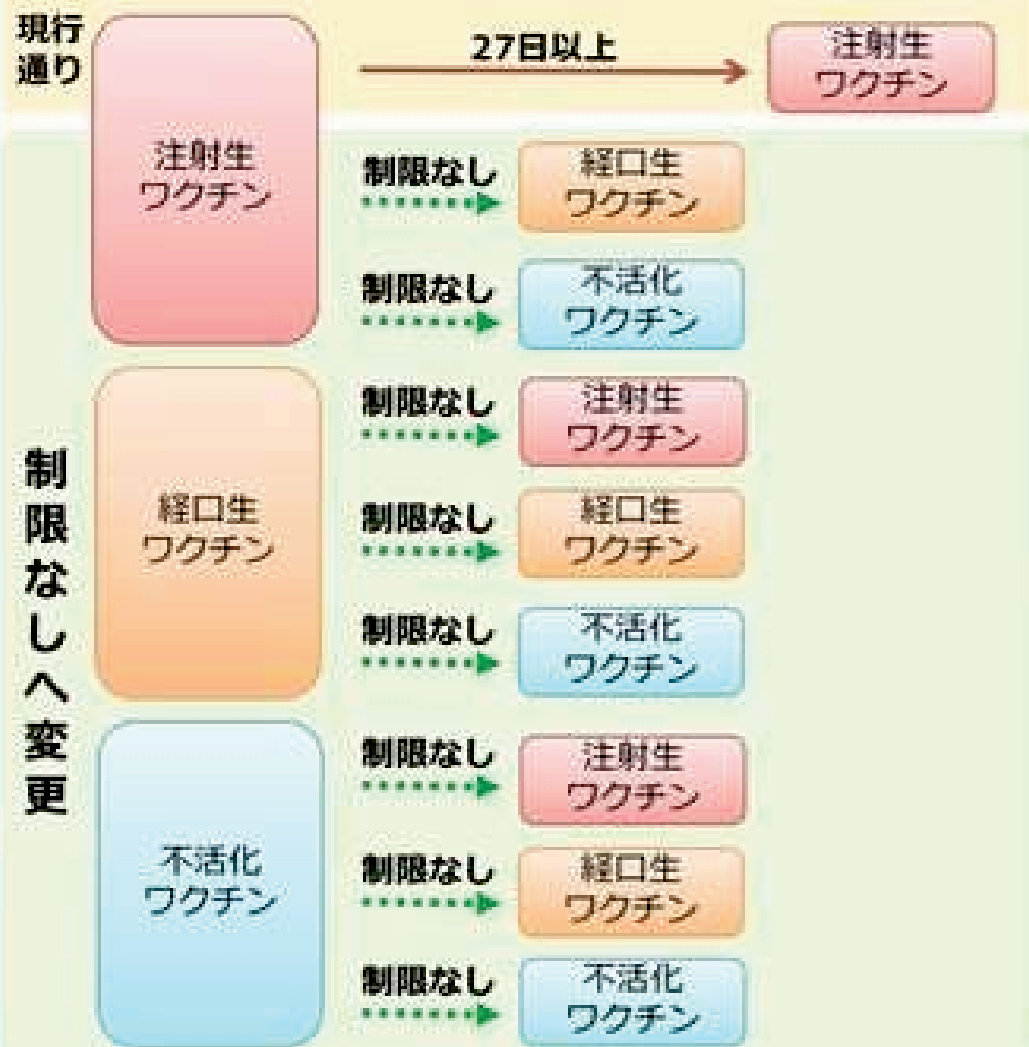 現行
通り
注射生
ワクチン
27日以上
注射生
ワクチン
制限なし
経口生
ワクチン
制限なし
不活化
ワクチン
制限なしへ変更
経口生
ワクチン
制限なし
注射生
ワクチン
制限なし
経口生
ワクチン
制限なし
不活化
ワクチン
不活化
ワクチン
制限なし
注射生
ワクチン
制限なし
経口生
ワクチン
制限なし
不活化
ワクチン